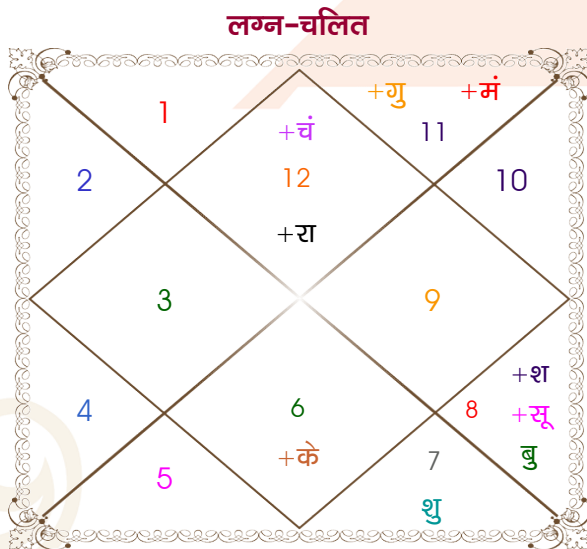 लग्न-चलित
+गु +मं
1 +चं 11
2 12 10
+रा
3 9
+श
4 6 8 +सू
+के 7 बु
5
शु